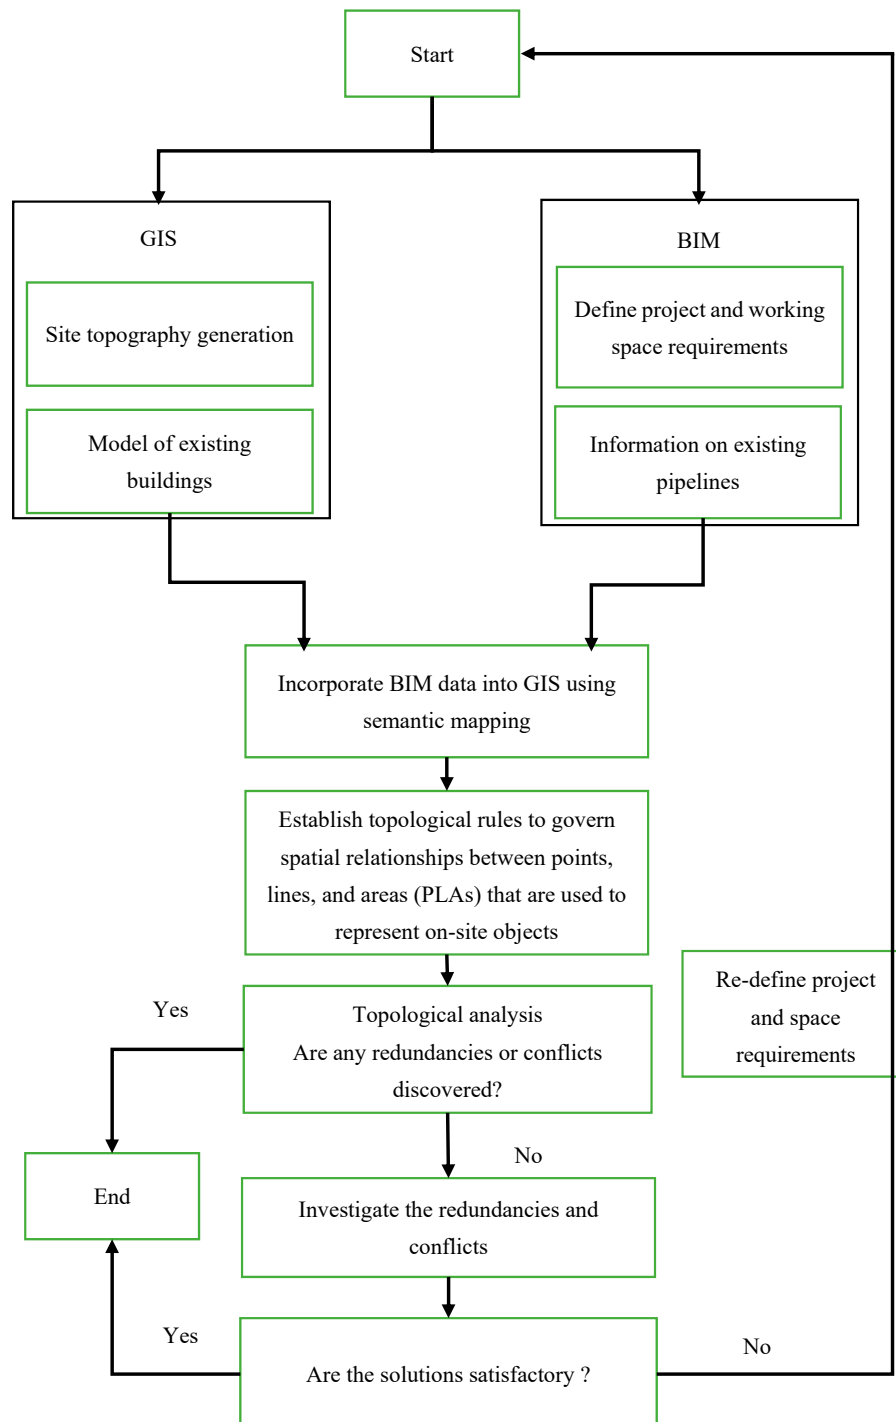 Start
GIS
Site topography generation
Model of existing
buildings
BIM
Define project and working
space requirements
Information on existing
pipelines
Incorporate BIM data into GIS using
semantic mapping
Establish topological rules to govern
spatial relationships between points,
lines, and areas (PLAs) that are used to
represent on-site objects
Re-define project
and space
requirements
Yes
Topological analysis
Are any redundancies or conflicts
discovered?
No
End
Investigate the redundancies and
conflicts
Yes
Are the solutions satisfactory ?
No